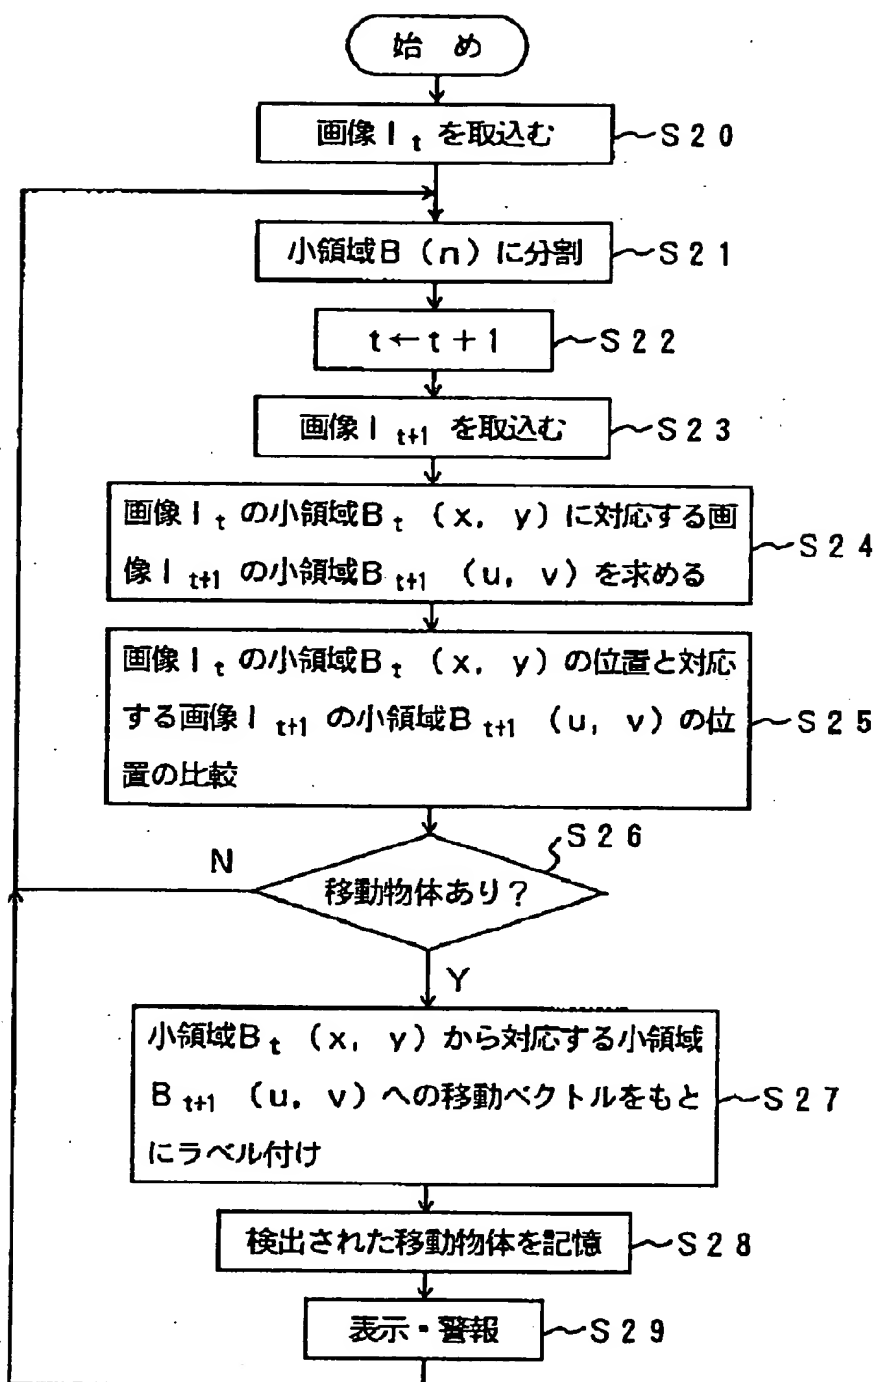 始め
画像I t を取込む ～S20
小領域B(n)に分割 ～S21
t←t+1 ～S22
画像I t+1 を取込む ～S23
画像I t の小領域B t (x, y)に対応する画
像I t+1 の小領域B t+1 (u, v)を求める
～S24
画像I t の小領域B t (x, y)の位置と対応
する画像I t+1 の小領域B t+1 (u, v)の位
置の比較
～S25
S26
N
移動物体あり?
Y
小領域B t (x, y)から対応する小領域
B t+1 (u, v)への移動ベクトルをもと
にラベル付け
～S27
検出された移動物体を記憶 ～S28
表示・警報 ～S29